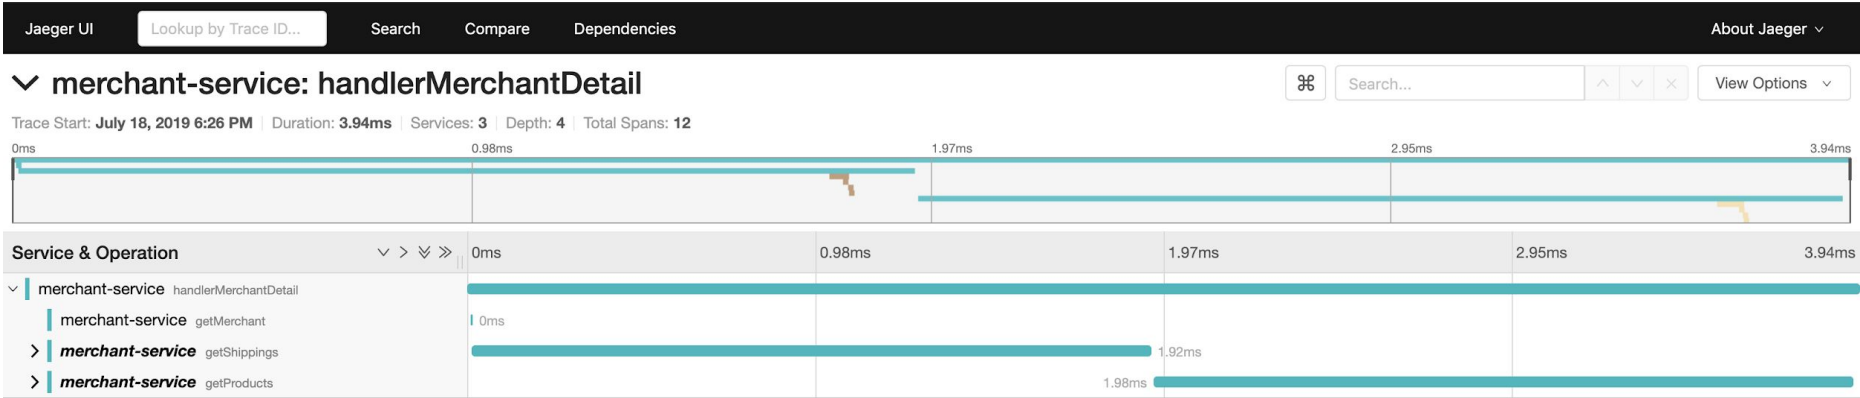 Jaeger UI Lookup by Trace ID... Search Compare Dependencies About Jaeger
merchant-service: handlerMerchantDetail ⌘ Search... View Options
Trace Start: July 18, 2019 6:26 PM Duration: 3.94ms Services: 3 Depth: 4 Total Spans: 12
0ms 0.98ms 1.97ms 2.95ms 3.94ms
Service & Operation 0ms 0.98ms 1.97ms 2.95ms 3.94ms
merchant-service handlerMerchantDetail
merchant-service getMerchant 0ms
merchant-service getShippings 1.92ms
merchant-service getProducts 1.98ms